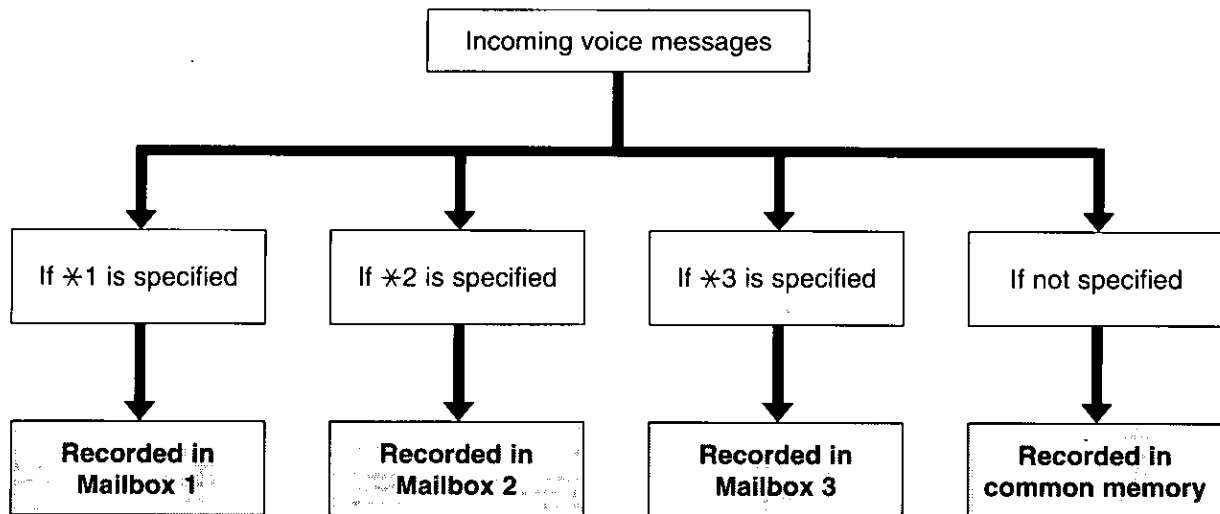 Incoming voice messages
If ✳1 is specified
If ✳2 is specified
If ✳3 is specified
If not specified
Recorded in
Mailbox 1
Recorded in
Mailbox 2
Recorded in
Mailbox 3
Recorded in
common memory